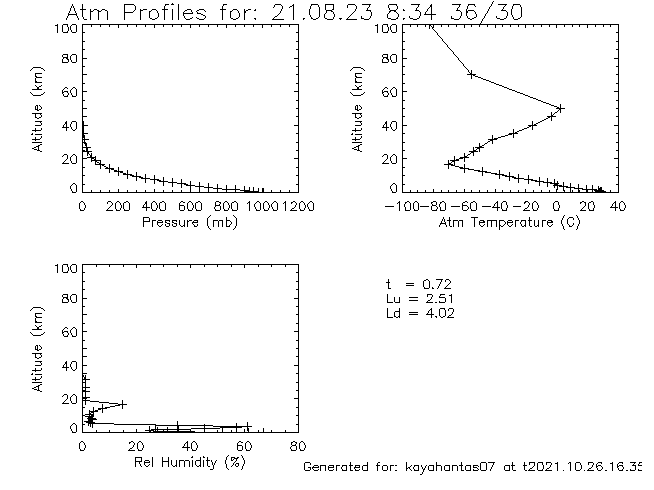 Atm Profiles for: 21.08.23 8:34 36/30
100
80
60
40
20
0
Altitude (km)
0 200 400 600 800 1000 1200
Pressure (mb)
100
80
60
40
20
0
Altitude (km)
-100 -80 -60 -40 -20 0 20 40
Atm Temperature (C)
100
80
60
40
20
0
Altitude (km)
0 20 40 60 80
Rel Humidity (%)
t = 0.72
Lu = 2.51
Ld = 4.02
Generated for: kayahantas07 at t2021.10.26.16.35